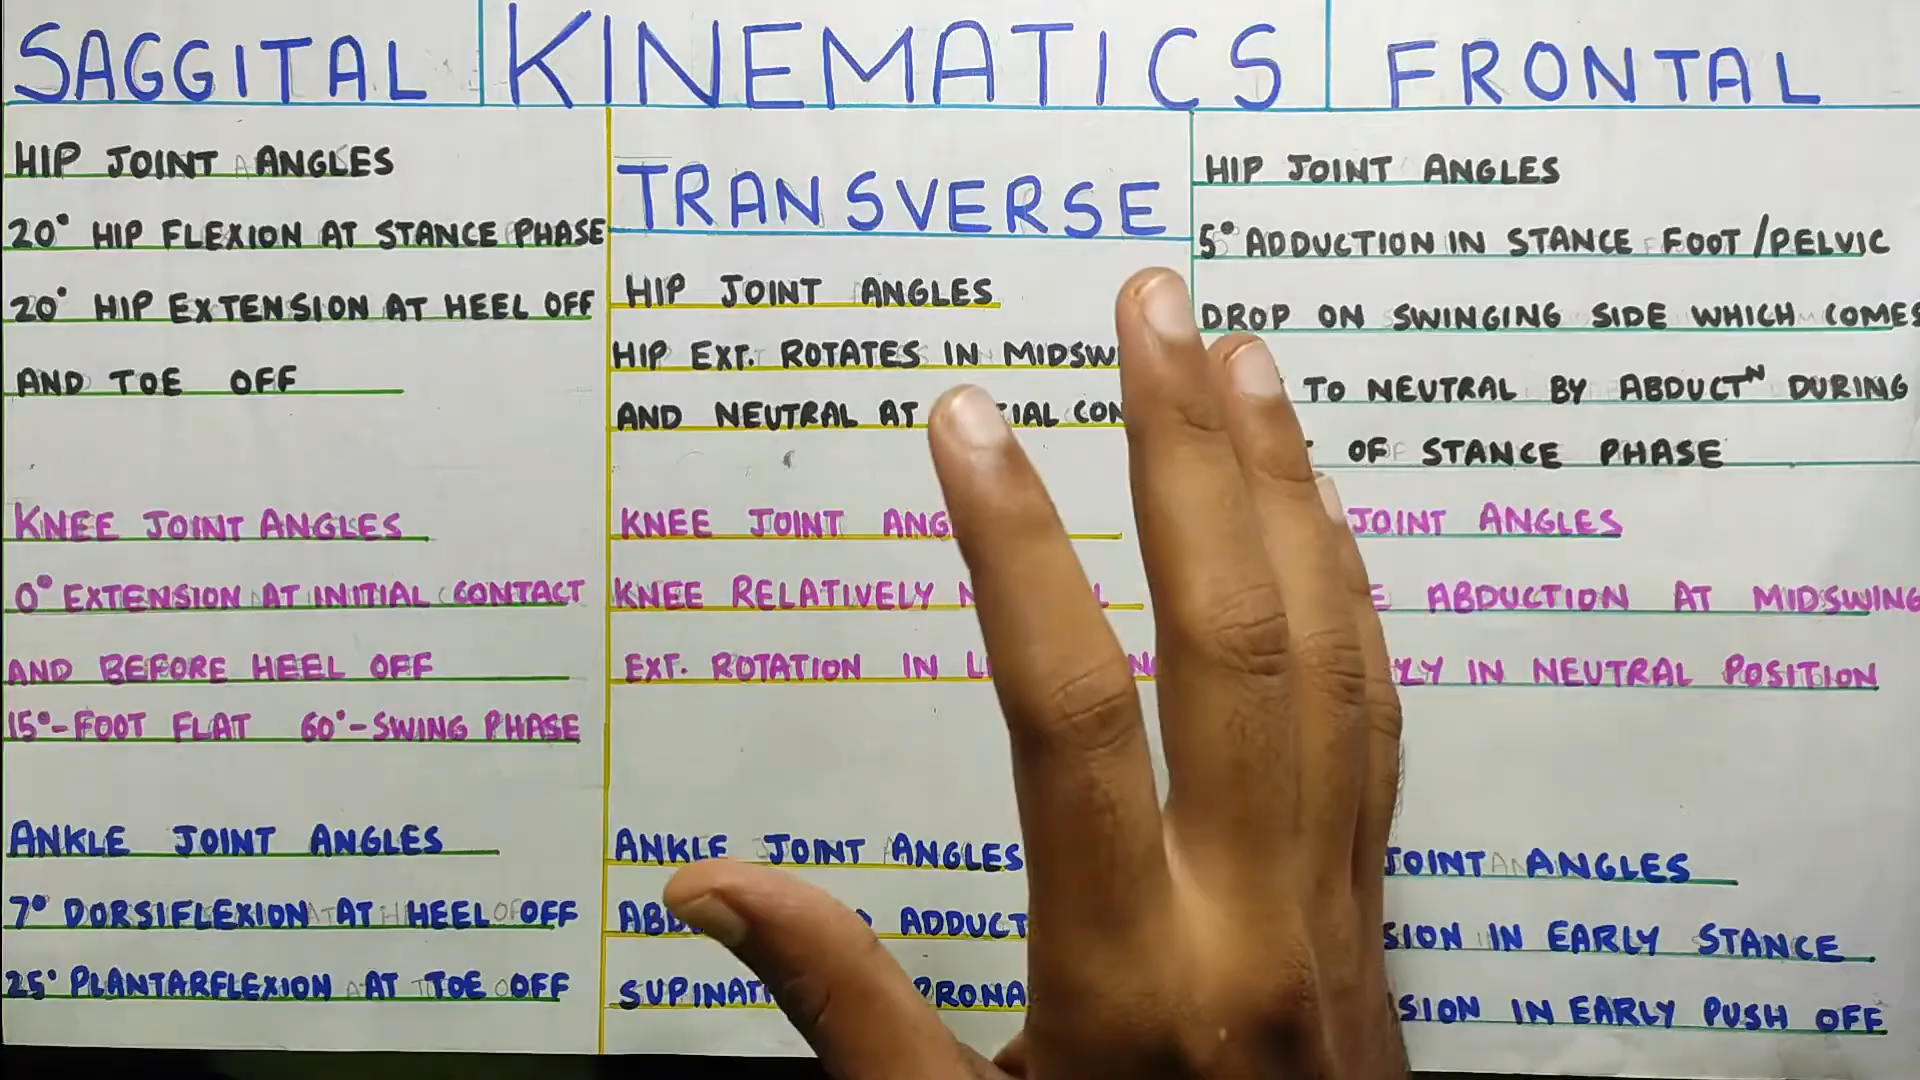 SAGGITAL KINEMATICS FRONTAL
HIP JOINT ANGLES
20° HIP FLEXION AT STANCE PHASE
20° HIP EXTENSION AT HEEL OFF
AND TOE OFF
KNEE JOINT ANGLES
0° EXTENSION AT INITIAL CONTACT
AND BEFORE HEEL OFF
15°-FOOT FLAT 60°-SWING PHASE
ANKLE JOINT ANGLES
7° DORSIFLEXION AT HEEL OFF
25° PLANTARFLEXION AT TOE OFF
TRANSVERSE
HIP JOINT ANGLES
HIP EXT. ROTATES IN
AND NEUTRAL AT
KNEE JOINT
KNEE RELATIVELY
EXT. ROTATION IN
ANKLE JOINT ANGLES
ADDUCT
HIP JOINT ANGLES
5° ADDUCTION IN STANCE FOOT/PELVIC
DROP ON SWINGING SIDE WHICH COMES
TO NEUTRAL BY ABDUCTᴺ DURING
OF STANCE PHASE
JOINT ANGLES
ABDUCTION AT MIDSWING
IN NEUTRAL POSITION
JOINT ANGLES
IN EARLY STANCE
IN EARLY PUSH OFF